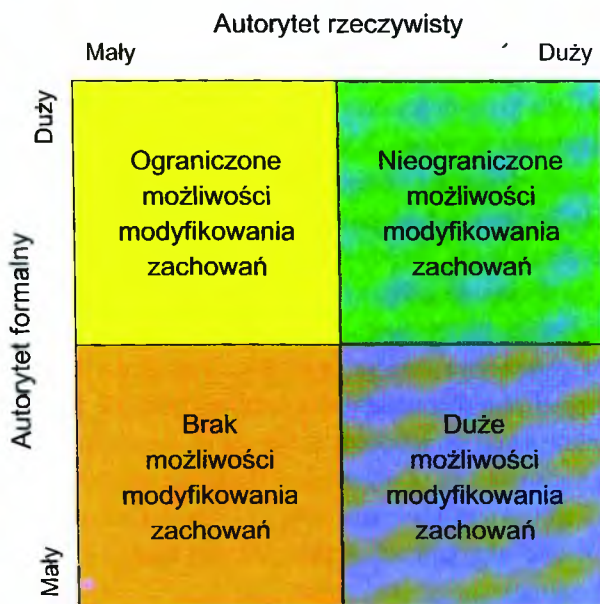 Autorytet rzeczywisty
Mały Duży
Duży
Autorytet formalny
Mały
Ograniczone
możliwości
modyfikowania
zachowań
Nieograniczone
możliwości
modyfikowania
zachowań
Brak
możliwości
modyfikowania
zachowań
Duże
możliwości
modyfikowania
zachowań